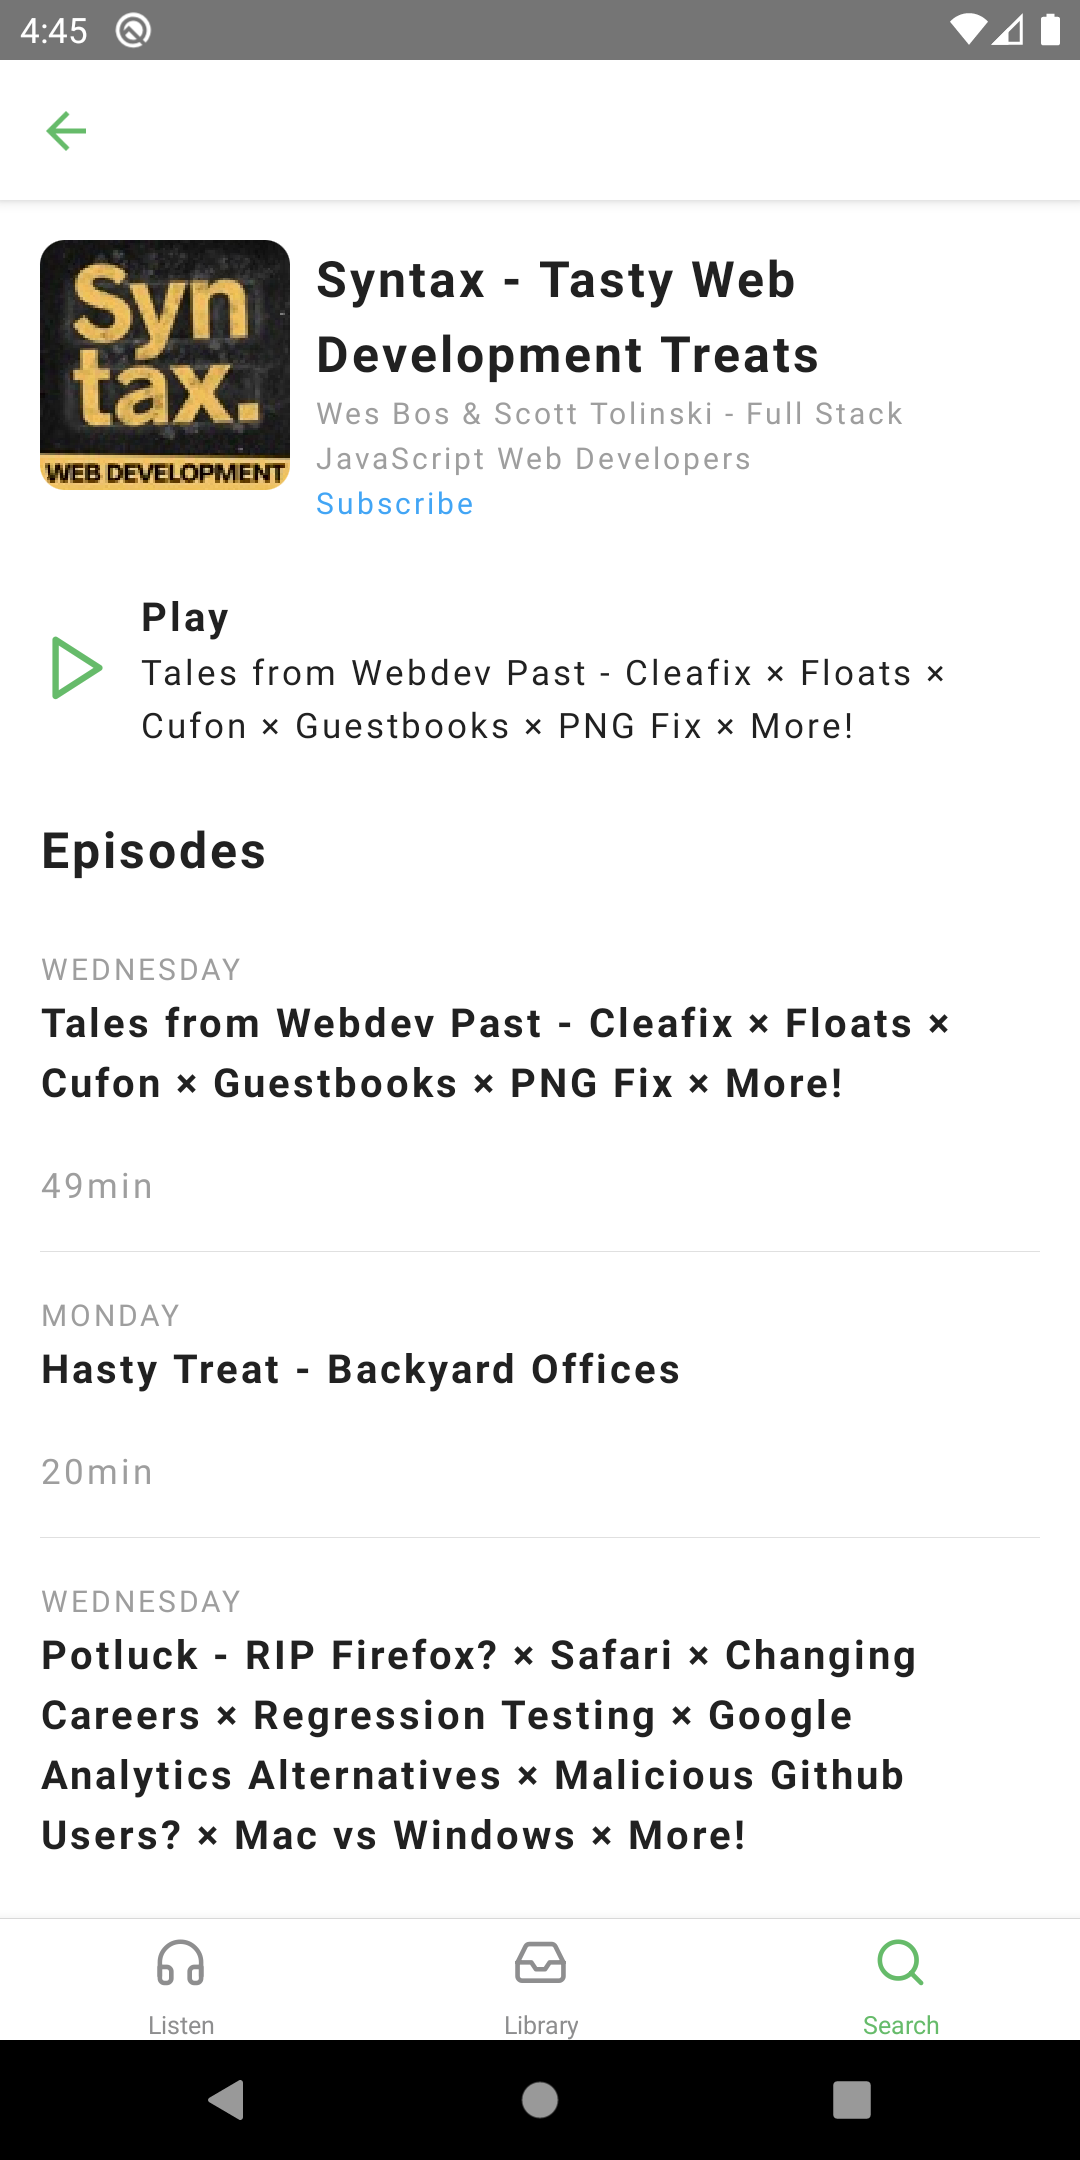 4:45
Syn
tax.
WEB DEVELOPMENT
Syntax - Tasty Web
Development Treats
Wes Bos & Scott Tolinski - Full Stack
JavaScript Web Developers
Subscribe
Play
Tales from Webdev Past - Cleafix × Floats ×
Cufon × Guestbooks × PNG Fix × More!
Episodes
WEDNESDAY
Tales from Webdev Past - Cleafix × Floats ×
Cufon × Guestbooks × PNG Fix × More!
49min
MONDAY
Hasty Treat - Backyard Offices
20min
WEDNESDAY
Potluck - RIP Firefox? × Safari × Changing
Careers × Regression Testing × Google
Analytics Alternatives × Malicious Github
Users? × Mac vs Windows × More!
Listen
Library
Search